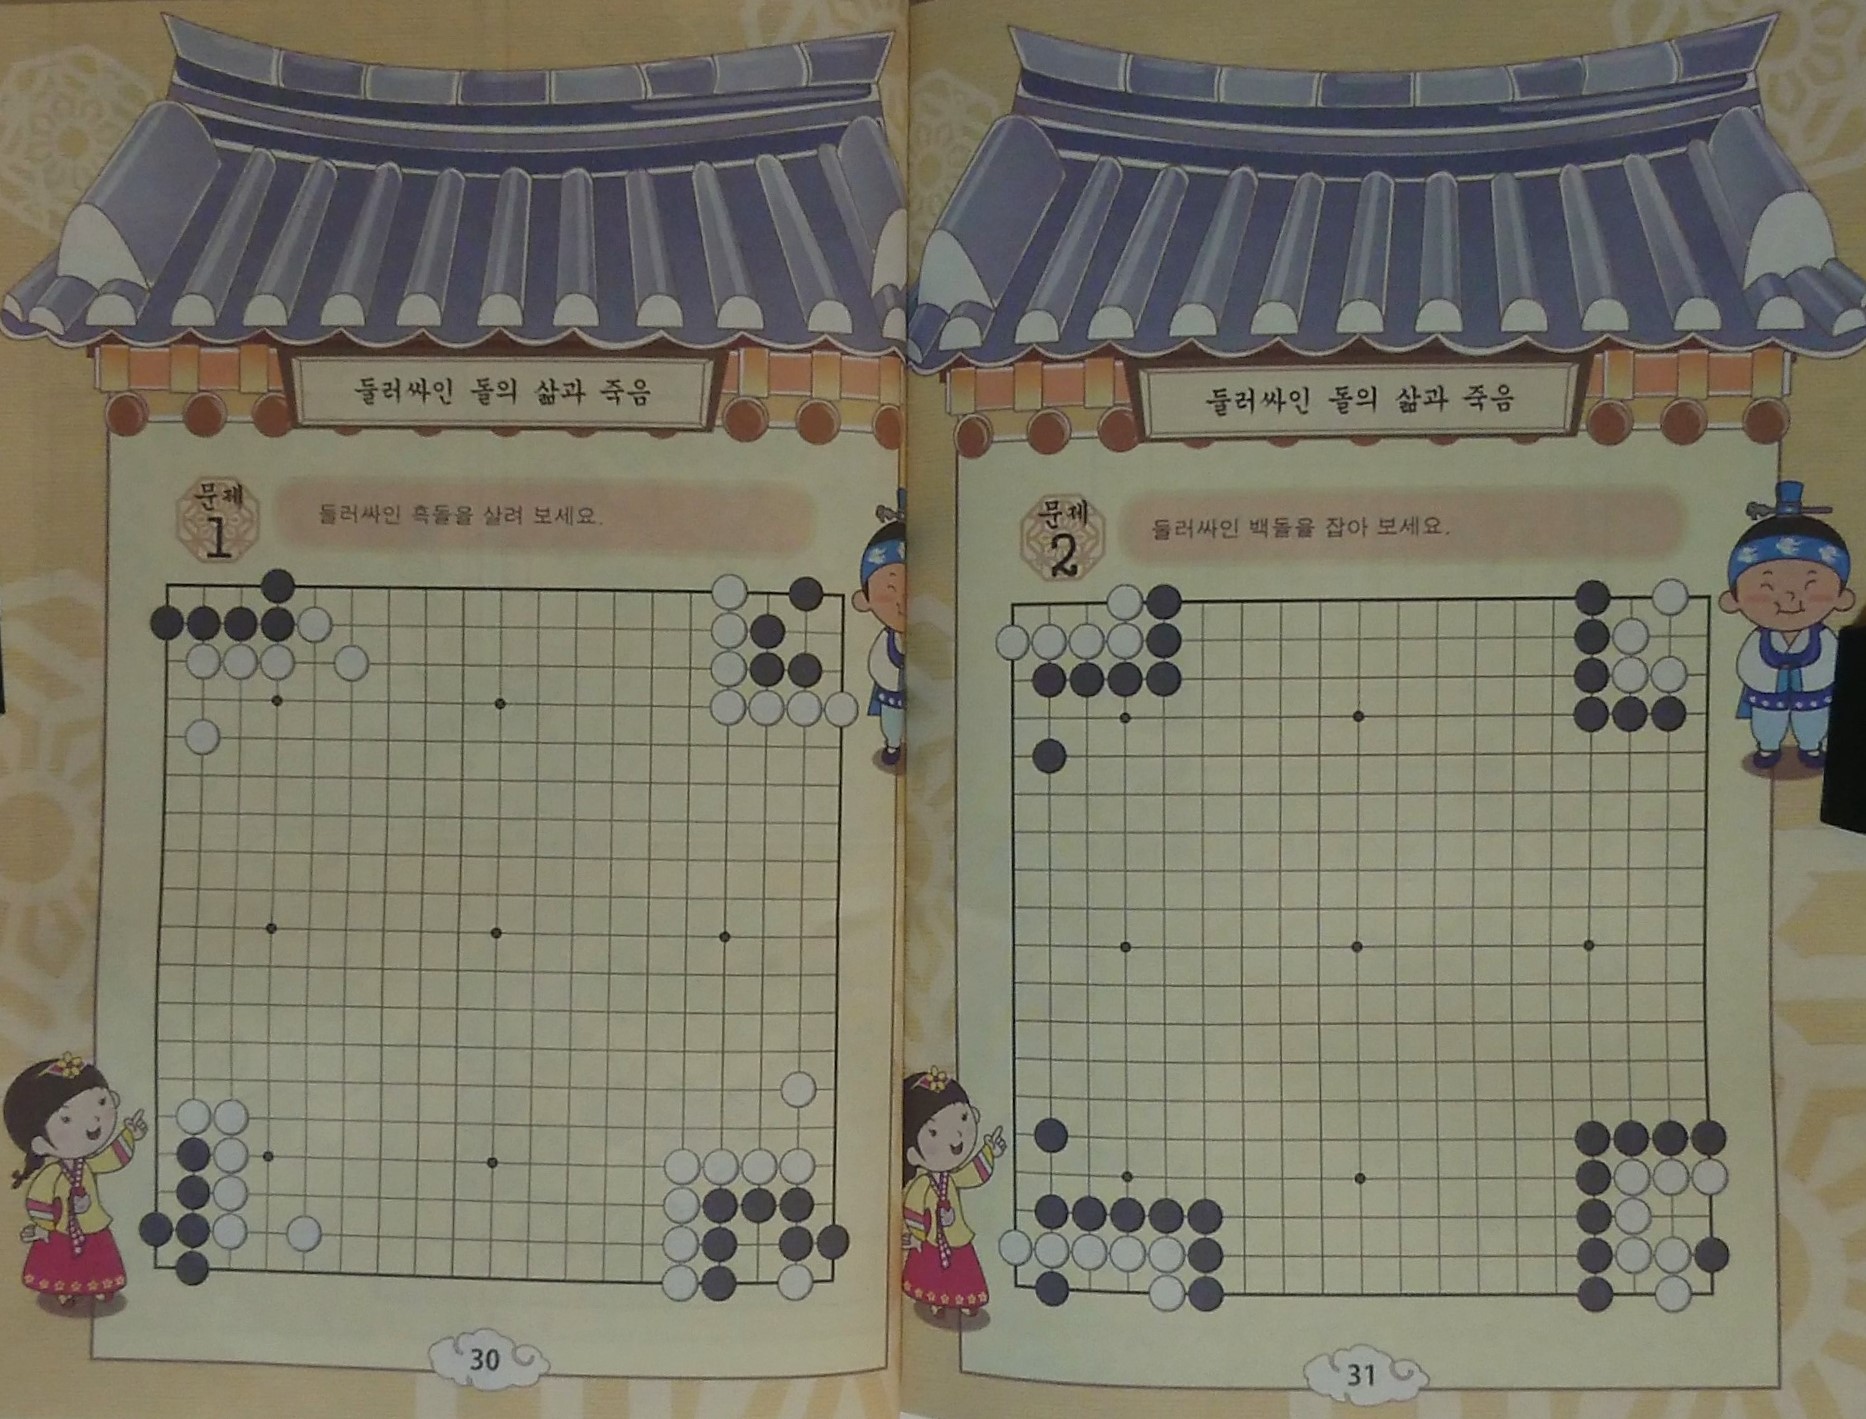 둘러싸인 돌의 삶과 죽음
문제
1
둘러싸인 흑돌을 살려 보세요.
30
둘러싸인 돌의 삶과 죽음
문제
2
둘러싸인 백돌을 잡아 보세요.
31